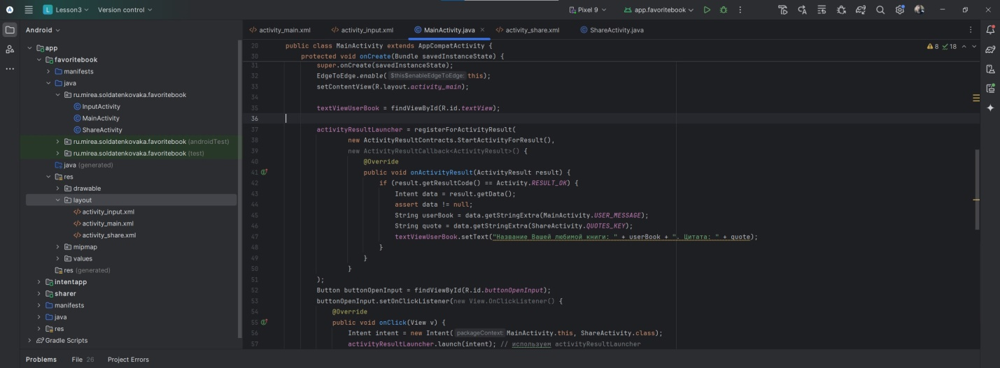 Lesson3 Version control Pixel 9 app.favoritebook
Android
activity_main.xml activity_input.xml MainActivity.java activity_share.xml ShareActivity.java
app
favoritebook
manifests
java
ru.mirea.soldatenkovaka.favoritebook
InputActivity
MainActivity
ShareActivity
ru.mirea.soldatenkovaka.favoritebook (androidTest)
ru.mirea.soldatenkovaka.favoritebook (test)
java (generated)
res
drawable
layout
activity_input.xml
activity_main.xml
activity_share.xml
mipmap
values
res (generated)
intentapp
sharer
manifests
java
res
Gradle Scripts
8 18
20 public class MainActivity extends AppCompatActivity {
30 protected void onCreate(Bundle savedInstanceState) {
31 super.onCreate(savedInstanceState);
32 EdgeToEdge.enable( $this$enableEdgeToEdge: this);
33 setContentView(R.layout.activity_main);
34
35 textViewUserBook = findViewById(R.id.textView);
36
37 activityResultLauncher = registerForActivityResult(
38 new ActivityResultContracts.StartActivityForResult(),
39 new ActivityResultCallback<ActivityResult>() {
40 @Override
41 public void onActivityResult(ActivityResult result) {
42 if (result.getResultCode() == Activity.RESULT_OK) {
43 Intent data = result.getData();
44 assert data != null;
45 String userBook = data.getStringExtra(MainActivity.USER_MESSAGE);
46 String quote = data.getStringExtra(ShareActivity.QUOTES_KEY);
47 textViewUserBook.setText("Название Вашей любимой книги: " + userBook + ". Цитата: " + quote);
48 }
49 }
50 }
51 );
52 Button buttonOpenInput = findViewById(R.id.buttonOpenInput);
53 buttonOpenInput.setOnClickListener(new View.OnClickListener() {
54 @Override
55 public void onClick(View v) {
56 Intent intent = new Intent( packageContext: MainActivity.this, ShareActivity.class);
57 activityResultLauncher.launch(intent); // используем activityResultLauncher
Problems File 26 Project Errors